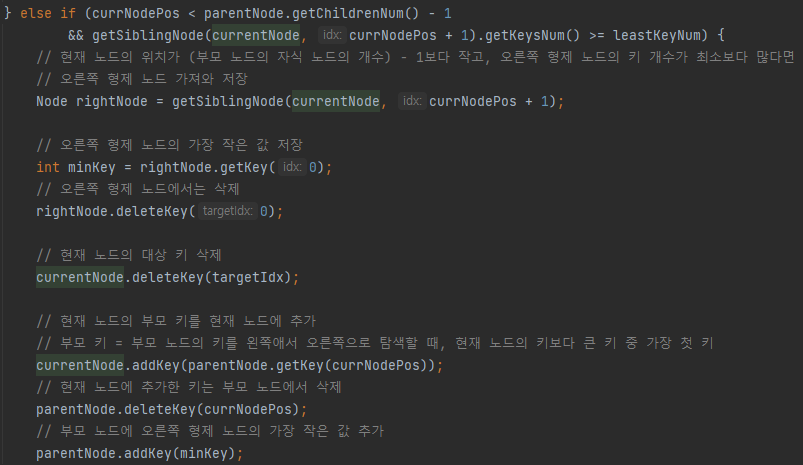 } else if (currNodePos < parentNode.getChildrenNum() - 1
&& getSiblingNode(currentNode, idx: currNodePos + 1).getKeysNum() >= leastKeyNum) {
// 현재 노드의 위치가 (부모 노드의 자식 노드의 개수) - 1보다 작고, 오른쪽 형제 노드의 키 개수가 최소보다 많다면
// 오른쪽 형제 노드 가져와 저장
Node rightNode = getSiblingNode(currentNode, idx: currNodePos + 1);
// 오른쪽 형제 노드의 가장 작은 값 저장
int minKey = rightNode.getKey( idx: 0);
// 오른쪽 형제 노드에서는 삭제
rightNode.deleteKey( targetIdx: 0);
// 현재 노드의 대상 키 삭제
currentNode.deleteKey(targetIdx);
// 현재 노드의 부모 키를 현재 노드에 추가
// 부모 키 = 부모 노드의 키를 왼쪽애서 오른쪽으로 탐색할 때, 현재 노드의 키보다 큰 키 중 가장 첫 키
currentNode.addKey(parentNode.getKey(currNodePos));
// 현재 노드에 추가한 키는 부모 노드에서 삭제
parentNode.deleteKey(currNodePos);
// 부모 노드에 오른쪽 형제 노드의 가장 작은 값 추가
parentNode.addKey(minKey);